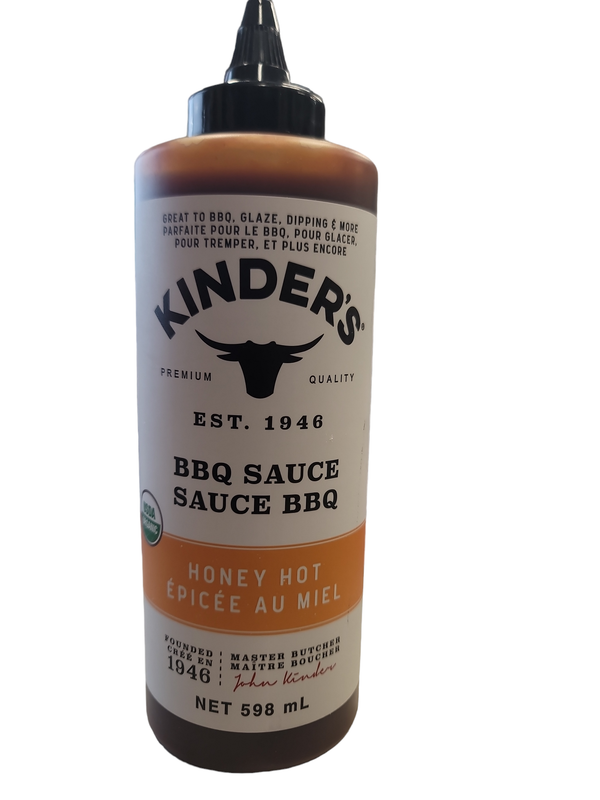 GREAT TO BBQ, GLAZE, DIPPING & MORE
PARFAITE POUR LE BBQ, POUR GLACER,
POUR TREMPER, ET PLUS ENCORE
KINDER'S®
PREMIUM QUALITY
EST. 1946
BBQ SAUCE
SAUCE BBQ
USDA
ORGANIC
HONEY HOT
ÉPICÉE AU MIEL
FOUNDED
CRÉÉ EN
1946
MASTER BUTCHER
MAÎTRE BOUCHER
John Kinder
NET 598 mL